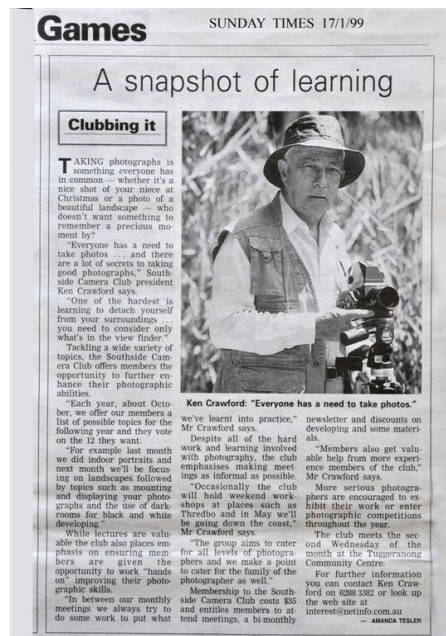 Games
SUNDAY TIMES 17/1/99
A snapshot of learning
Clubbing it
TAKING photographs is
something everyone has
in common — whether it's a
nice shot of your niece at
Christmas or a photo of a
beautiful landscape — who
doesn't want something to
remember a precious mo-
ment by?
"Everyone has a need to
take photos ... and there
are a lot of secrets to taking
good photographs," South-
side Camera Club president
Ken Crawford says.
"One of the hardest is
learning to detach yourself
from your surroundings ...
you need to consider only
what's in the view finder."
Tackling a wide variety of
topics, the Southside Cam-
era Club offers members the
opportunity to further en-
hance their photographic
abilities.
"Each year, about Octo-
ber, we offer our members a
list of possible topics for the
following year and they vote
on the 12 they want.
"For example last month
we did indoor portraits and
next month we'll be focus-
ing on landscapes followed
by topics such as mounting
and displaying your photo-
graphs and the use of dark-
rooms for black and white
developing."
While lectures are valu-
able the club also places em-
phasis on ensuring mem-
bers are given the
opportunity to work "hands
on" improving their photo-
graphic skills.
"In between our monthly
meetings we always try to
do some work to put what
Ken Crawford: "Everyone has a need to take photos."
we've learnt into practice,"
Mr Crawford says.
Despite all of the hard
work and learning involved
with photography, the club
emphasises making meet-
ings as informal as possible.
"Occasionally the club
will hold weekend work-
shops at places such as
Thredbo and in May we'll
be going down the coast,"
Mr Crawford says.
"The group aims to cater
for all levels of photogra-
phers and we make a point
to cater for the family of the
photographer as well."
Membership to the South-
side Camera Club costs $35
and entitles members to at-
tend meetings, a bi-monthly
newsletter and discounts on
developing and some materi-
als.
"Members also get valu-
able help from more experi-
ence members of the club,"
Mr Crawford says.
More serious photogra-
phers are encouraged to ex-
hibit their work or enter
photographic competitions
throughout the year.
The club meets the sec-
ond Wednesday of the
month at the Tuggeranong
Community Centre.
For further information
you can contact Ken Craw-
ford on 6288 3382 or look up
the web site at
interest@netinfo.com.au
— AMANDA TESLER